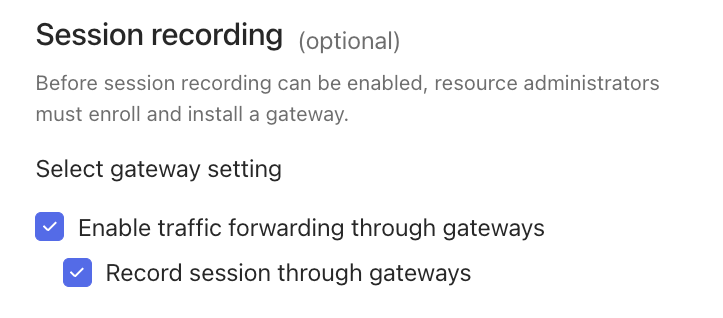 Session recording (optional)
Before session recording can be enabled, resource administrators
must enroll and install a gateway.
Select gateway setting
Enable traffic forwarding through gateways
Record session through gateways